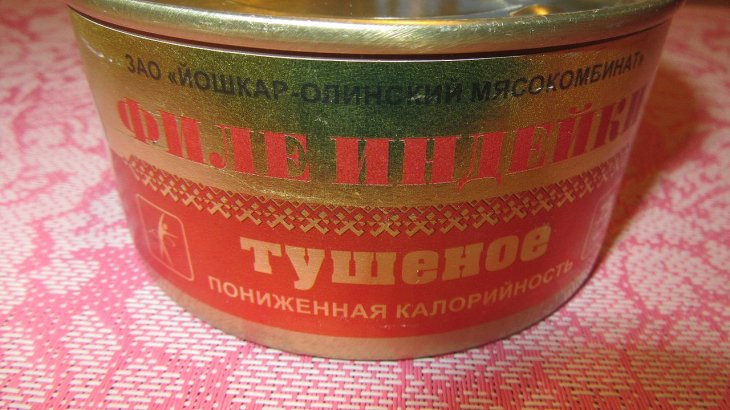 ЗАО «ЙОШКАР-ОЛИНСКИЙ МЯСОКОМБИНАТ»
ФИЛЕ ИНДЕЙКИ
тушеное
ПОНИЖЕННАЯ КАЛОРИЙНОСТЬ